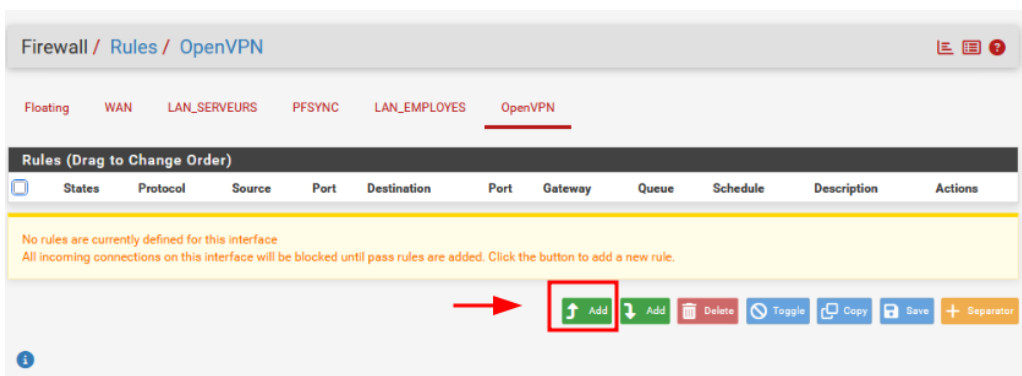 Firewall / Rules / OpenVPN
Floating WAN LAN_SERVEURS PFSYNC LAN_EMPLOYES OpenVPN
Rules (Drag to Change Order)
States Protocol Source Port Destination Port Gateway Queue Schedule Description Actions
No rules are currently defined for this interface
All incoming connections on this interface will be blocked until pass rules are added. Click the button to add a new rule.
Add Add Delete Toggle Copy Save Separator